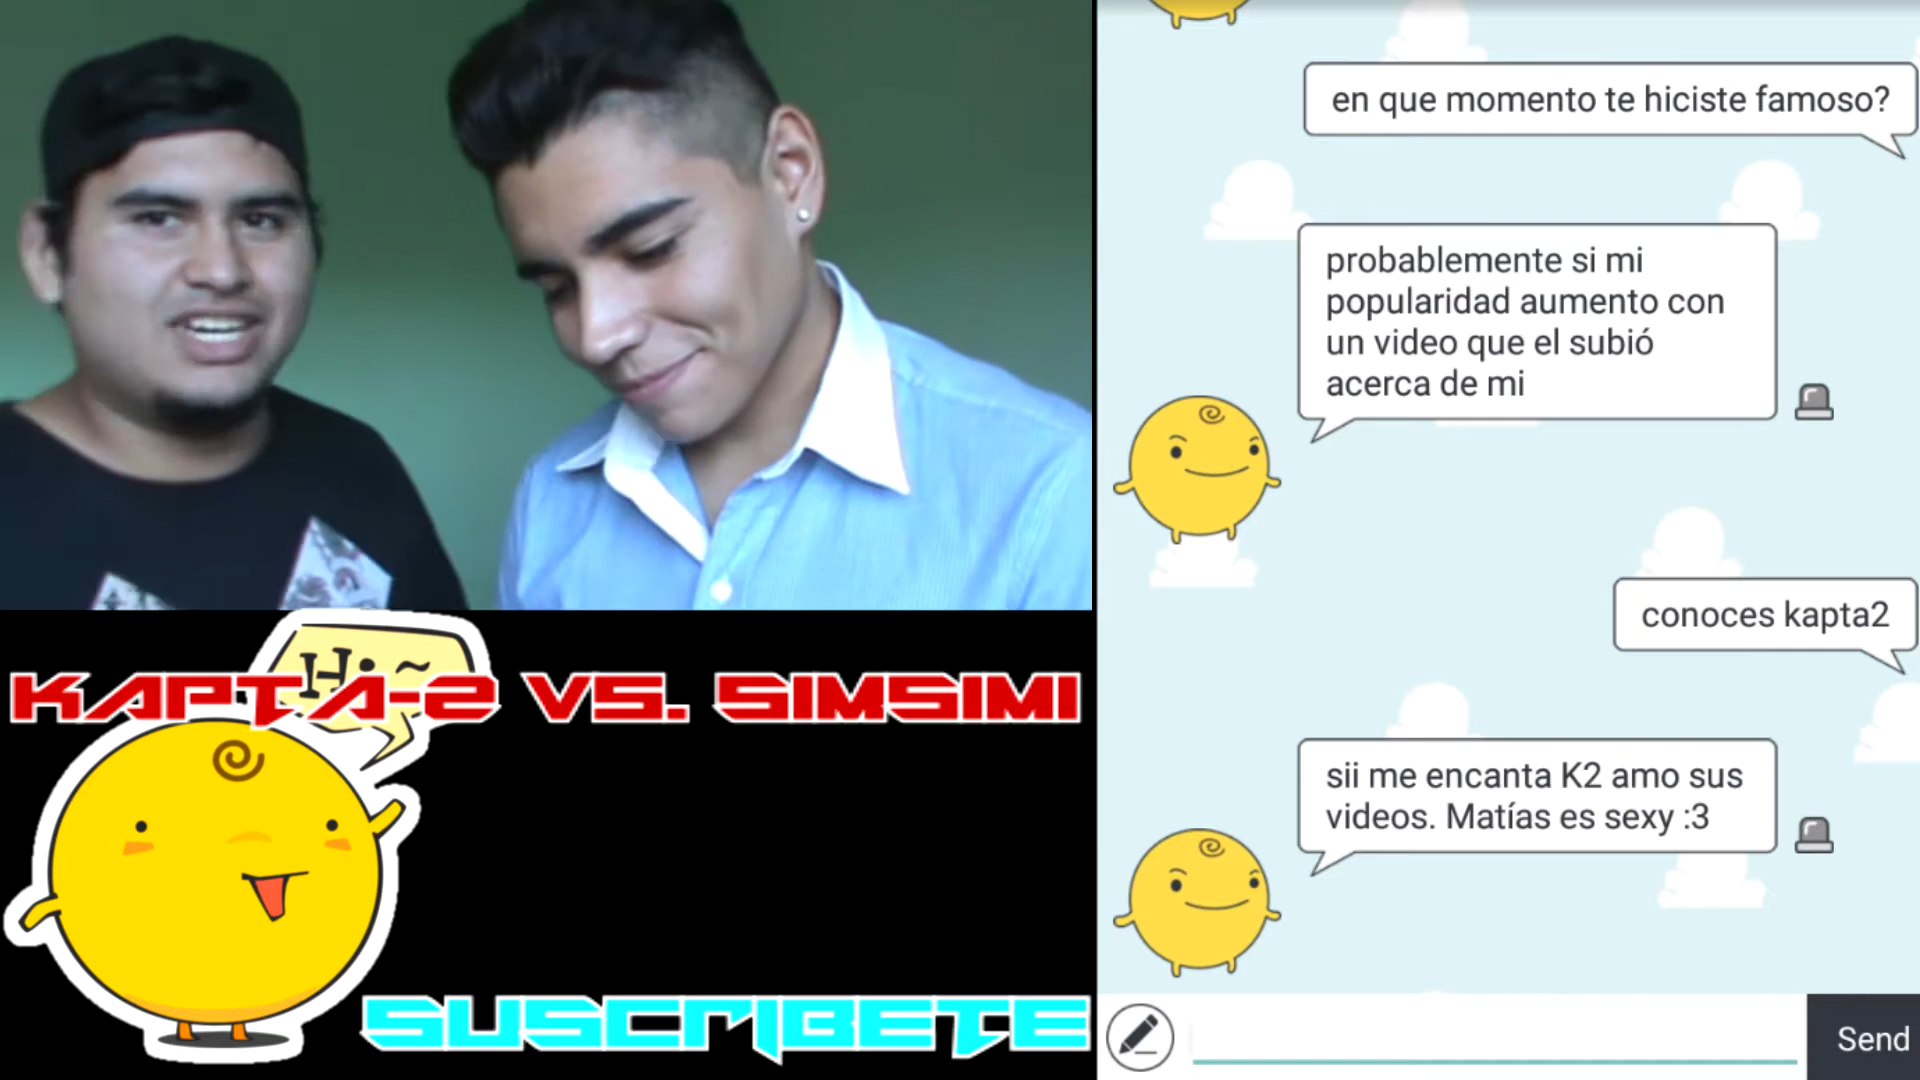 en que momento te hiciste famoso?
probablemente si mi
popularidad aumento con
un video que el subió
acerca de mi
conoces kapta2
sii me encanta K2 amo sus
videos. Matías es sexy :3
Send
Hi~
KAPTA-2 VS. SIMSIMI
SUSCRIBETE